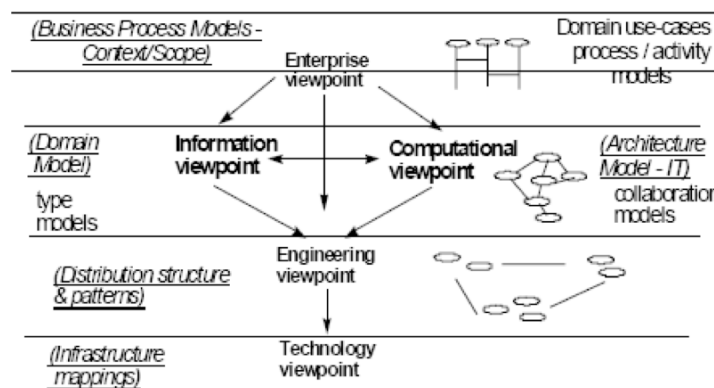 (Business Process Models -
Context/Scope)
Enterprise
viewpoint
Domain use-cases
process / activity
models
(Domain
Model)
type
models
Information
viewpoint
Computational
viewpoint
(Architecture
Model - IT)
collaboration
models
Engineering
viewpoint
(Distribution structure
& patterns)
(Infrastructure
mappings)
Technology
viewpoint